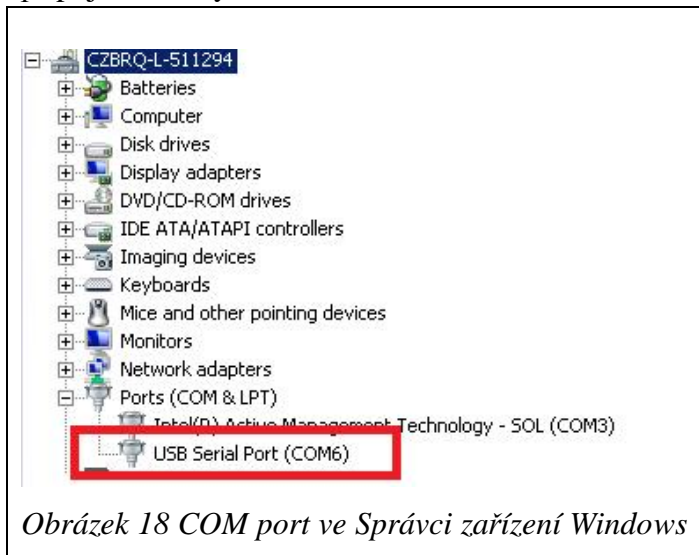 CZBRQ-L-511294
Batteries
Computer
Disk drives
Display adapters
DVD/CD-ROM drives
IDE ATA/ATAPI controllers
Imaging devices
Keyboards
Mice and other pointing devices
Monitors
Network adapters
Ports (COM & LPT)
Intel(R) Active Management Technology - SOL (COM3)
USB Serial Port (COM6)
Obrázek 18 COM port ve Správci zařízení Windows